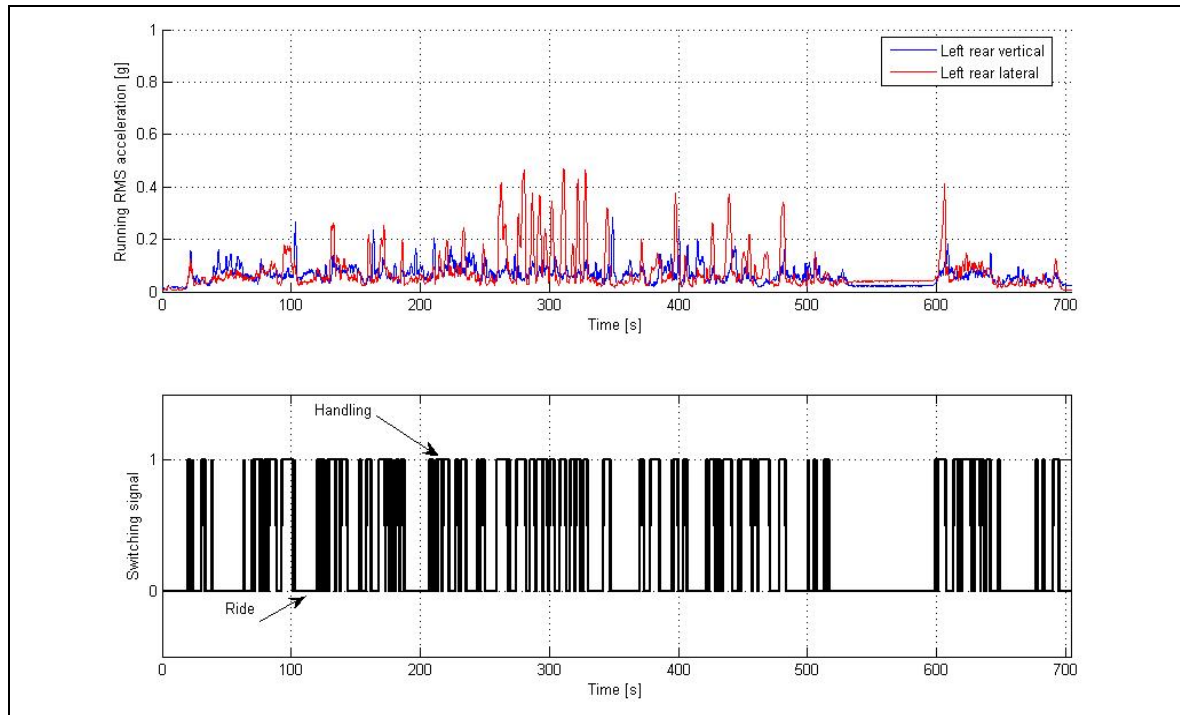 1
0.8
0.6
0.4
0.2
0
Running RMS acceleration [g]
Left rear vertical
Left rear lateral
0 100 200 300 400 500 600 700
Time [s]
Handling
1
0
Switching signal
Ride
0 100 200 300 400 500 600 700
Time [s]